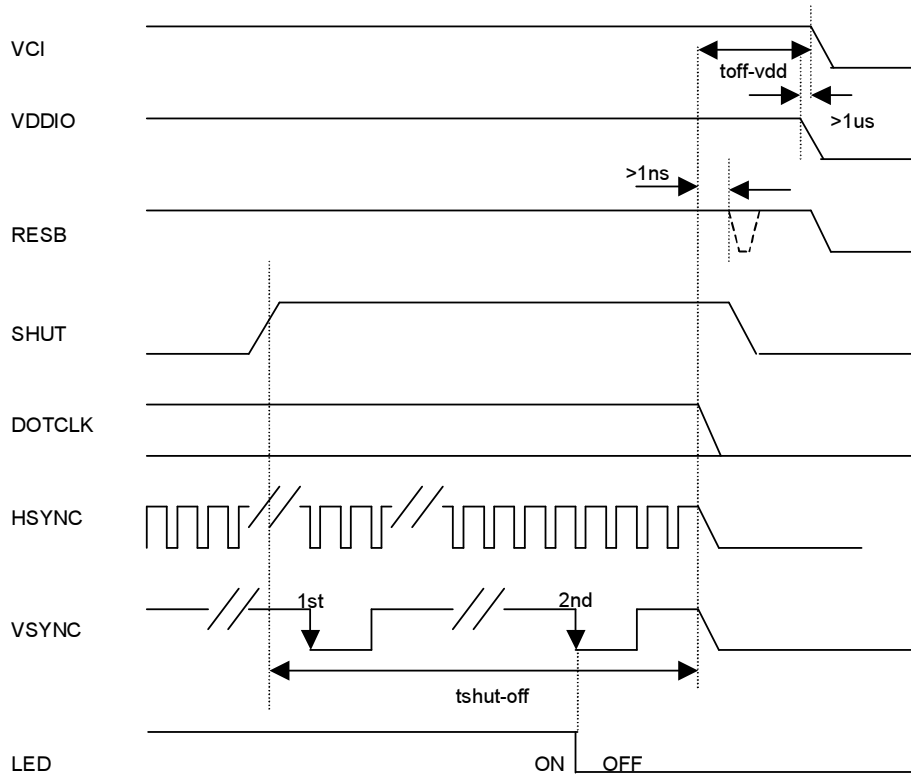 VCI
toff-vdd
VDDIO
>1us
>1ns
RESB
SHUT
DOTCLK
HSYNC
1st
2nd
VSYNC
tshut-off
LED
ON
OFF